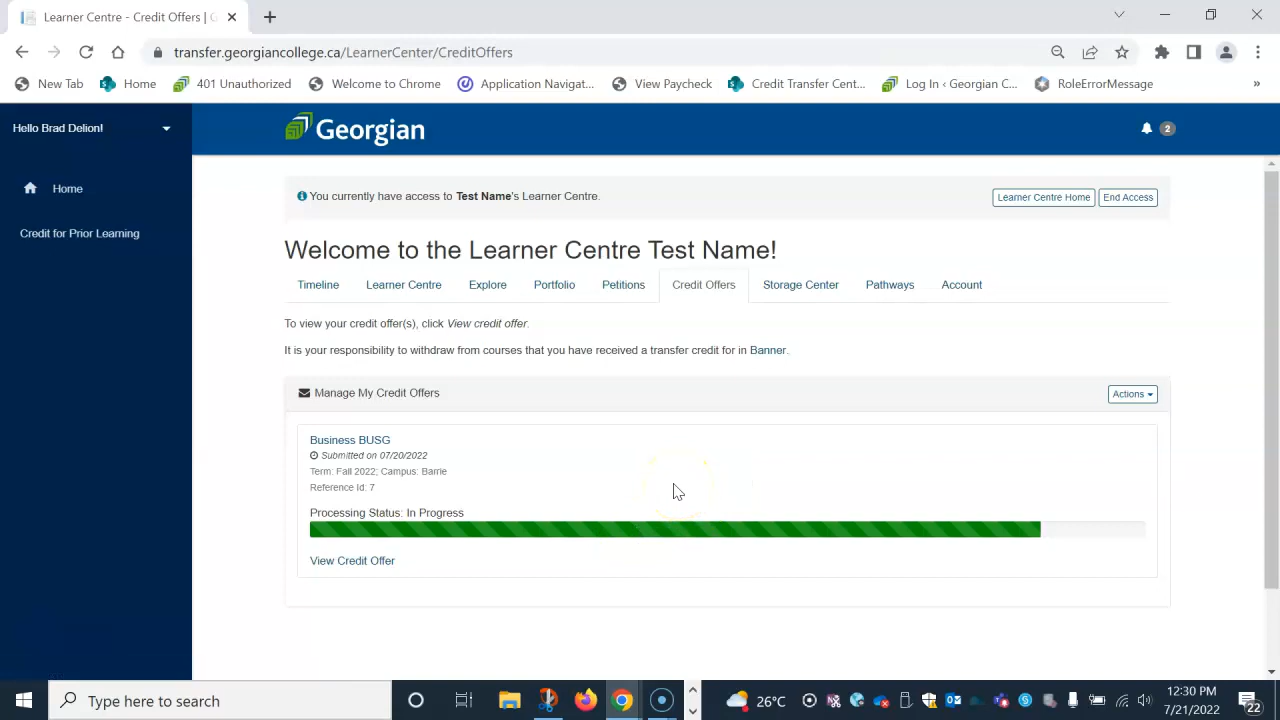 Learner Centre - Credit Offers | G
transfer.georgiancollege.ca/LearnerCenter/CreditOffers
New Tab
Home
401 Unauthorized
Welcome to Chrome
Application Navigat...
View Paycheck
Credit Transfer Cent...
Log In ‹ Georgian C...
RoleErrorMessage
»
Hello Brad Delion!
Georgian
2
Home
Credit for Prior Learning
You currently have access to Test Name's Learner Centre.
Learner Centre Home
End Access
Welcome to the Learner Centre Test Name!
Timeline
Learner Centre
Explore
Portfolio
Petitions
Credit Offers
Storage Center
Pathways
Account
To view your credit offer(s), click View credit offer.
It is your responsibility to withdraw from courses that you have received a transfer credit for in Banner.
Manage My Credit Offers
Actions
Business BUSG
Submitted on 07/20/2022
Term: Fall 2022; Campus: Barrie
Reference Id: 7
Processing Status: In Progress
View Credit Offer
Type here to search
26°C
12:30 PM
7/21/2022
22